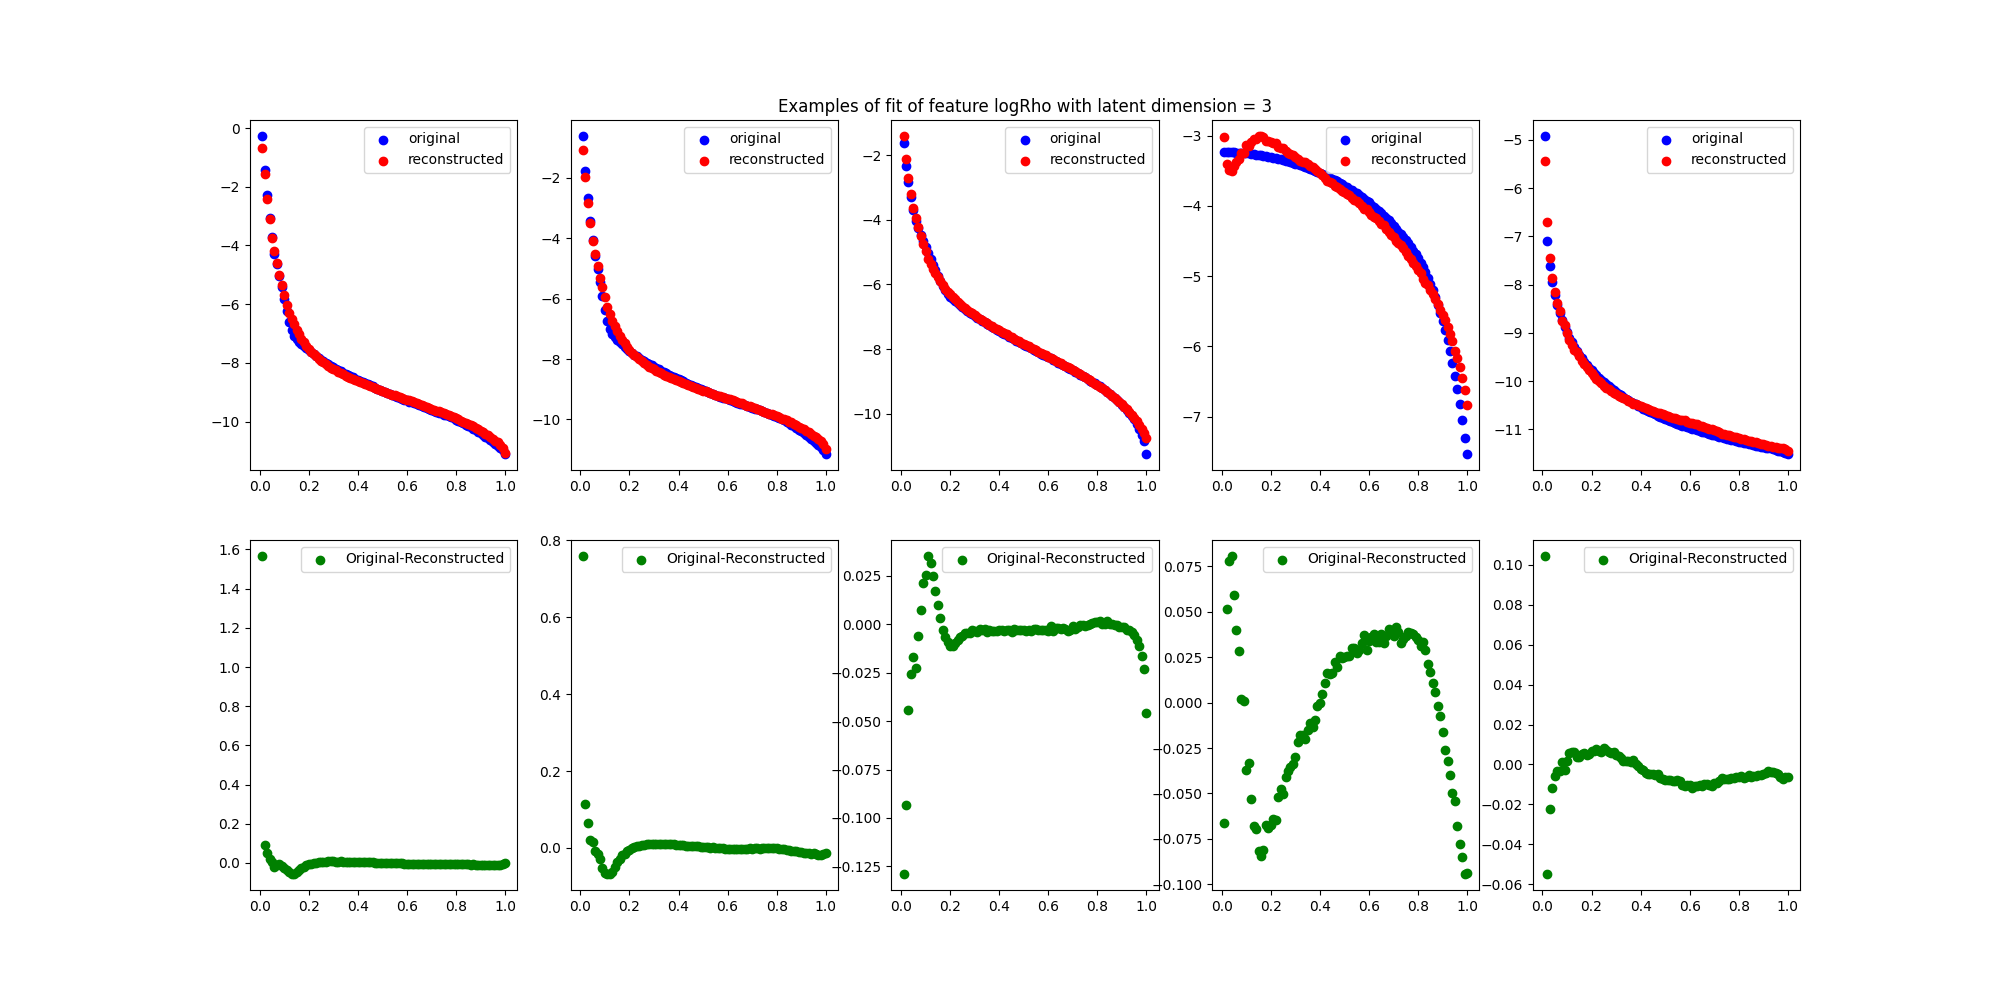 Examples of fit of feature logRho with latent dimension = 3
original
reconstructed
0
−2
−4
−6
−8
−10
0.0 0.2 0.4 0.6 0.8 1.0
original
reconstructed
−2
−4
−6
−8
−10
0.0 0.2 0.4 0.6 0.8 1.0
original
reconstructed
−2
−4
−6
−8
−10
0.0 0.2 0.4 0.6 0.8 1.0
original
reconstructed
−3
−4
−5
−6
−7
0.0 0.2 0.4 0.6 0.8 1.0
original
reconstructed
−5
−6
−7
−8
−9
−10
−11
0.0 0.2 0.4 0.6 0.8 1.0
Original-Reconstructed
1.6
1.4
1.2
1.0
0.8
0.6
0.4
0.2
0.0
0.0 0.2 0.4 0.6 0.8 1.0
Original-Reconstructed
0.8
0.6
0.4
0.2
0.0
0.0 0.2 0.4 0.6 0.8 1.0
Original-Reconstructed
0.025
0.000
−0.025
−0.050
−0.075
−0.100
−0.125
0.0 0.2 0.4 0.6 0.8 1.0
Original-Reconstructed
0.075
0.050
0.025
0.000
−0.025
−0.050
−0.075
−0.100
0.0 0.2 0.4 0.6 0.8 1.0
Original-Reconstructed
0.10
0.08
0.06
0.04
0.02
0.00
−0.02
−0.04
−0.06
0.0 0.2 0.4 0.6 0.8 1.0